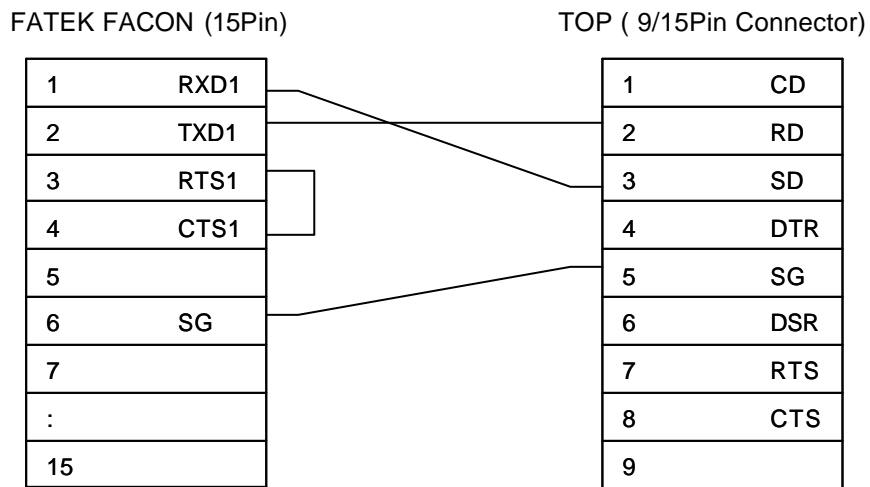 FATEK FACON (15Pin) TOP ( 9/15Pin Connector)
1 RXD1 1 CD
2 TXD1 2 RD
3 RTS1 3 SD
4 CTS1 4 DTR
5 5 SG
6 SG 6 DSR
7 7 RTS
: 8 CTS
15 9